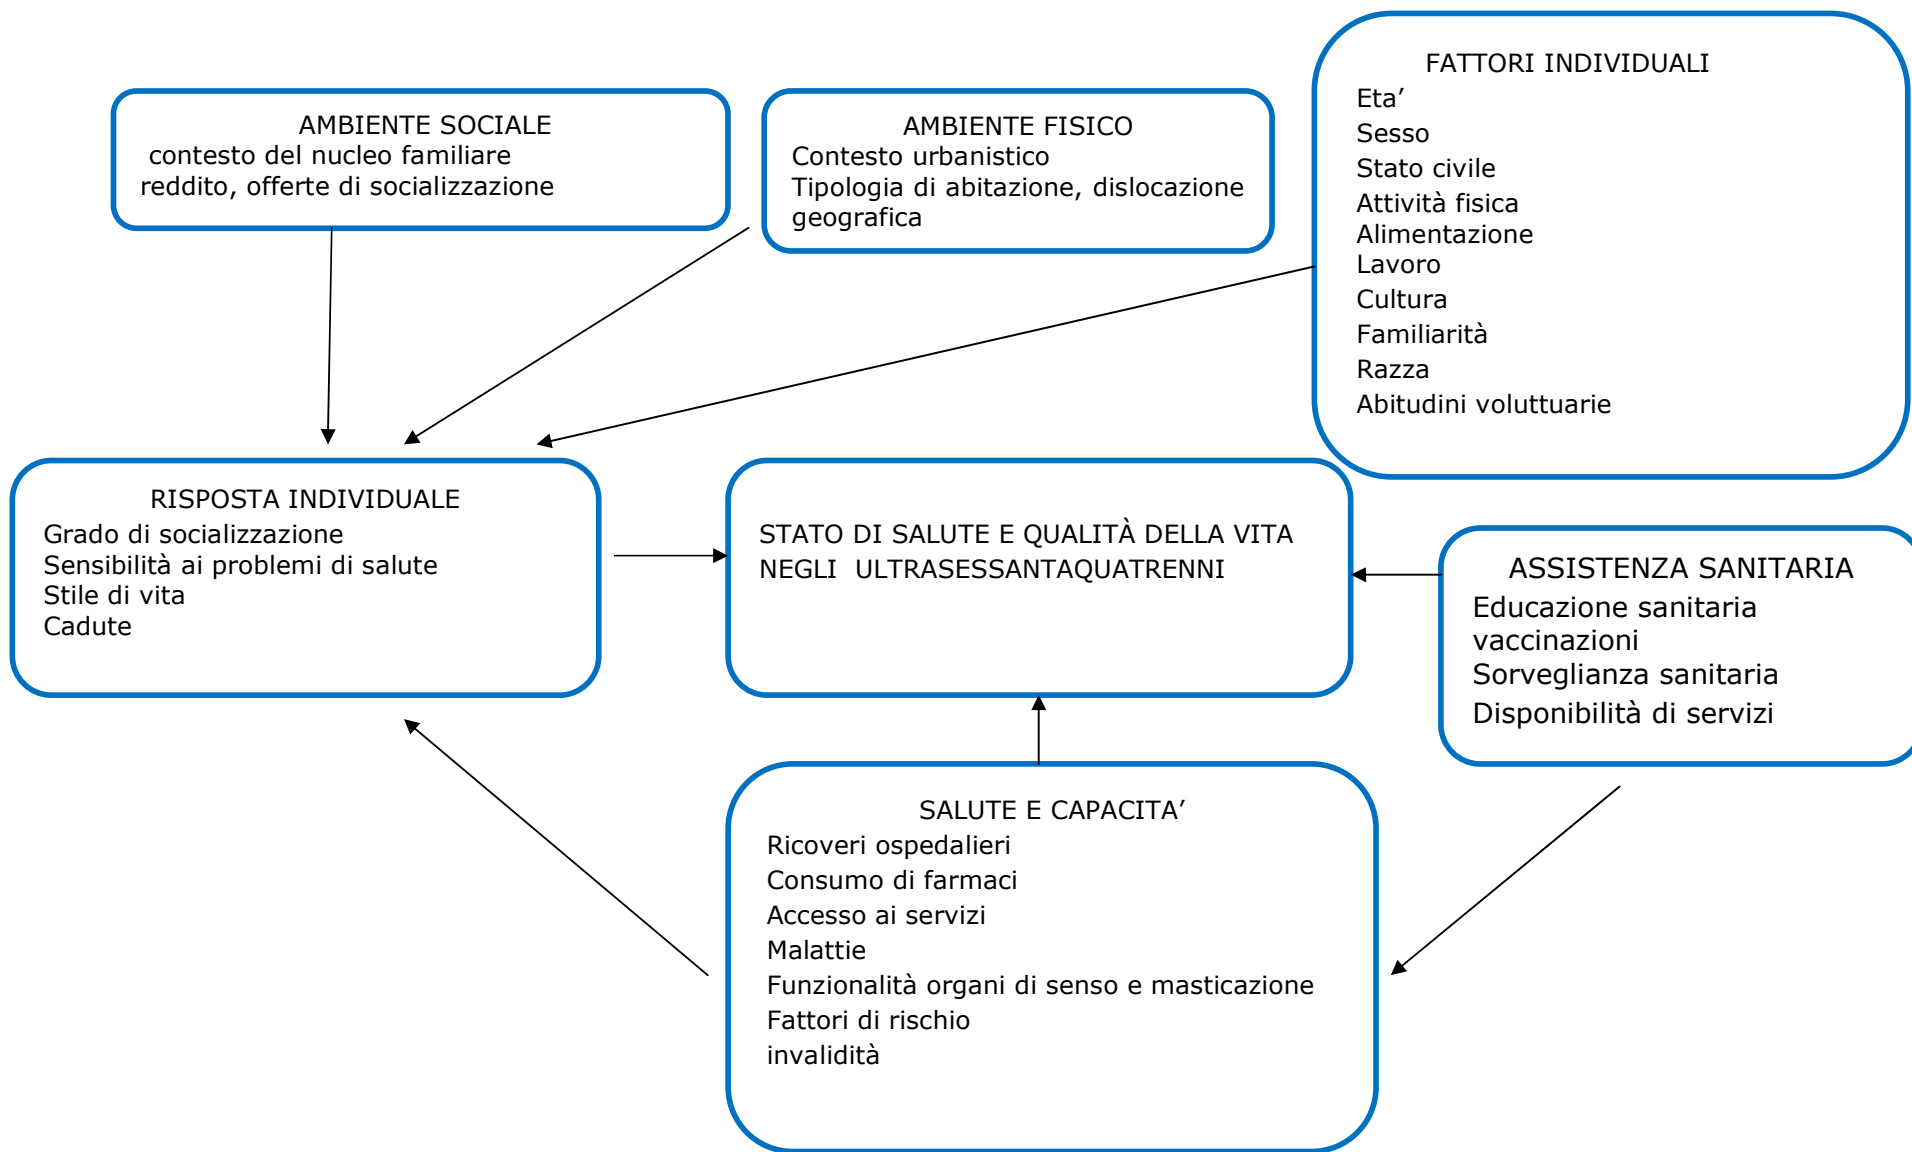 AMBIENTE SOCIALE
contesto del nucleo familiare
reddito, offerte di socializzazione
AMBIENTE FISICO
Contesto urbanistico
Tipologia di abitazione, dislocazione
geografica
FATTORI INDIVIDUALI
Eta’
Sesso
Stato civile
Attività fisica
Alimentazione
Lavoro
Cultura
Familiarità
Razza
Abitudini voluttuarie
RISPOSTA INDIVIDUALE
Grado di socializzazione
Sensibilità ai problemi di salute
Stile di vita
Cadute
STATO DI SALUTE E QUALITÀ DELLA VITA
NEGLI ULTRASESSANTAQUATRENNI
ASSISTENZA SANITARIA
Educazione sanitaria
vaccinazioni
Sorveglianza sanitaria
Disponibilità di servizi
SALUTE E CAPACITA’
Ricoveri ospedalieri
Consumo di farmaci
Accesso ai servizi
Malattie
Funzionalità organi di senso e masticazione
Fattori di rischio
invalidità